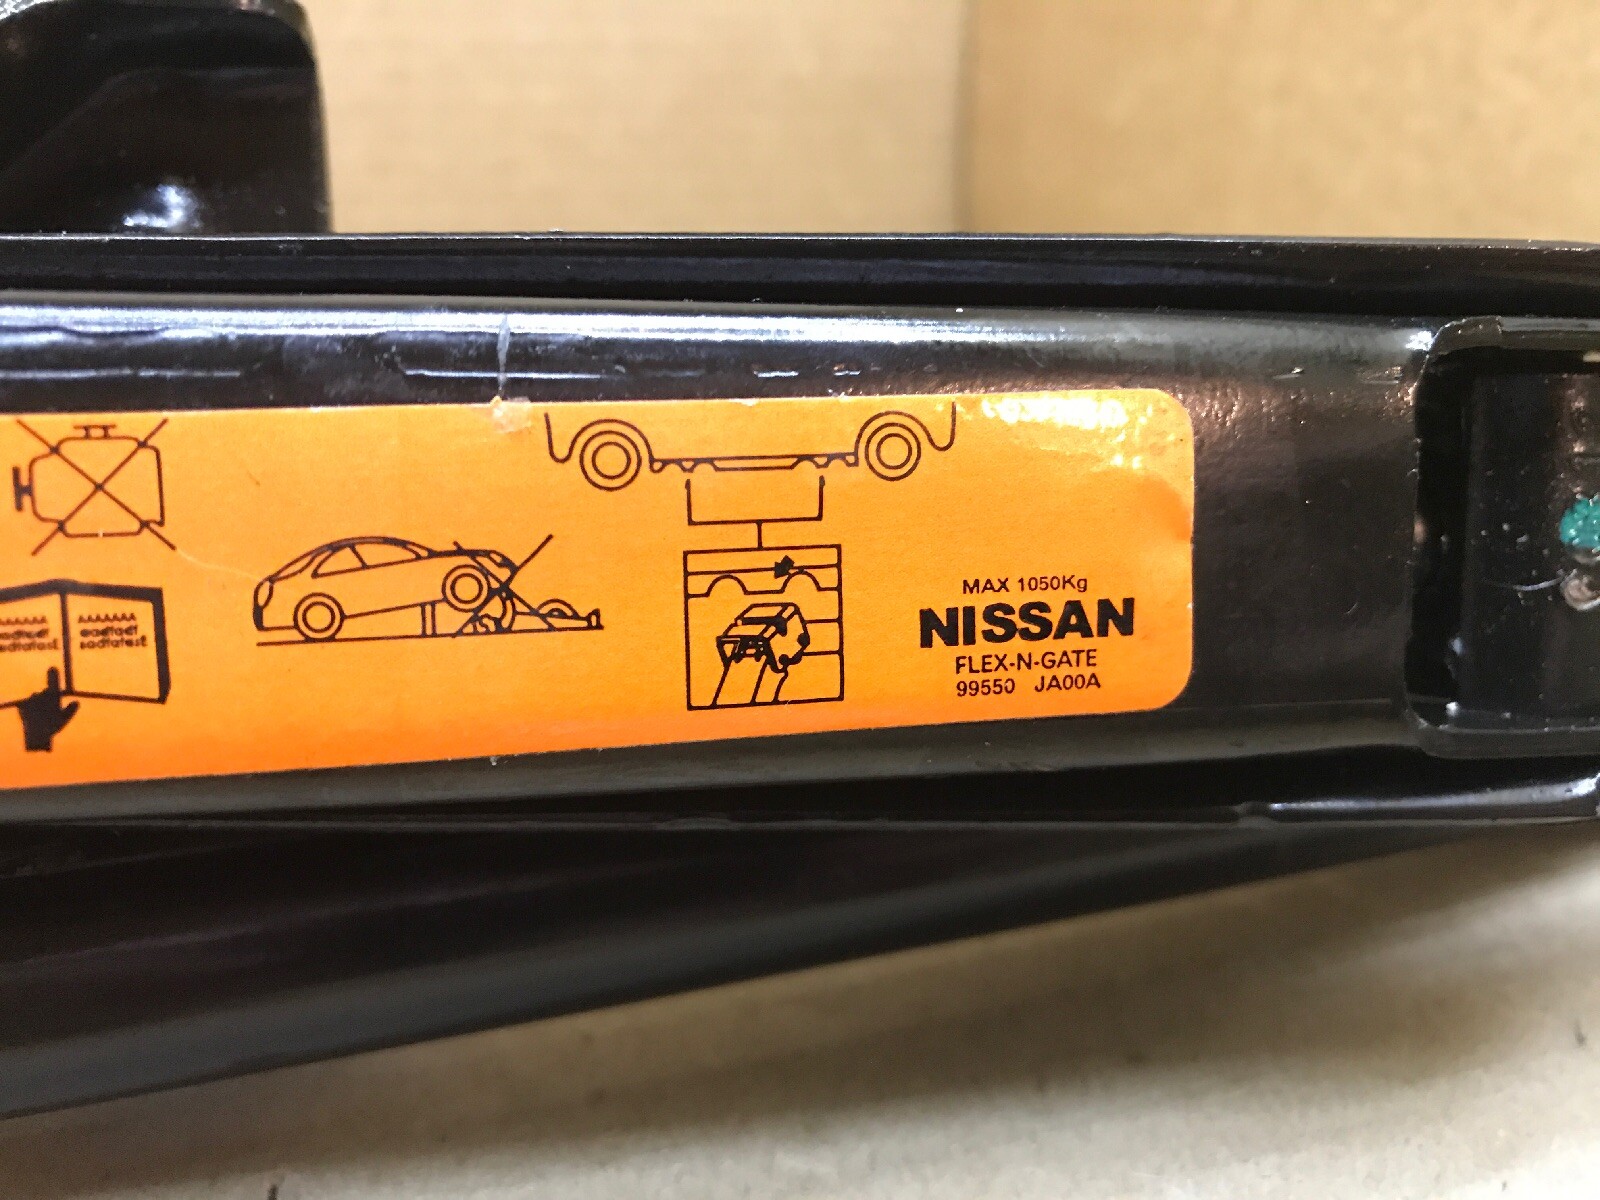 MAX 1050Kg
NISSAN
FLEX-N-GATE
99550 JA00A